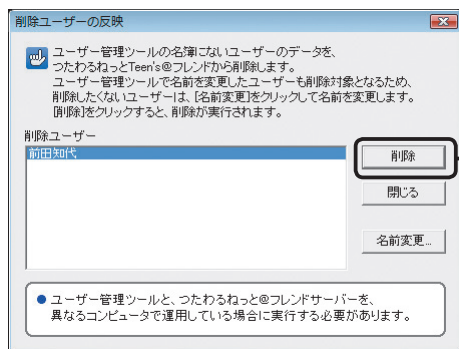 削除ユーザーの反映
ユーザー管理ツールの名簿にないユーザーのデータを、
つたわるねっとTeen's@フレンドから削除します。
ユーザー管理ツールで名前を変更したユーザーも削除対象となるため、
削除したくないユーザーは、[名前変更]をクリックして名前を変更します。
[削除]をクリックすると、削除が実行されます。
削除ユーザー
前田知代
削除
閉じる
名前変更...
● ユーザー管理ツールと、つたわるねっと@フレンドサーバーを、
異なるコンピュータで運用している場合に実行する必要があります。